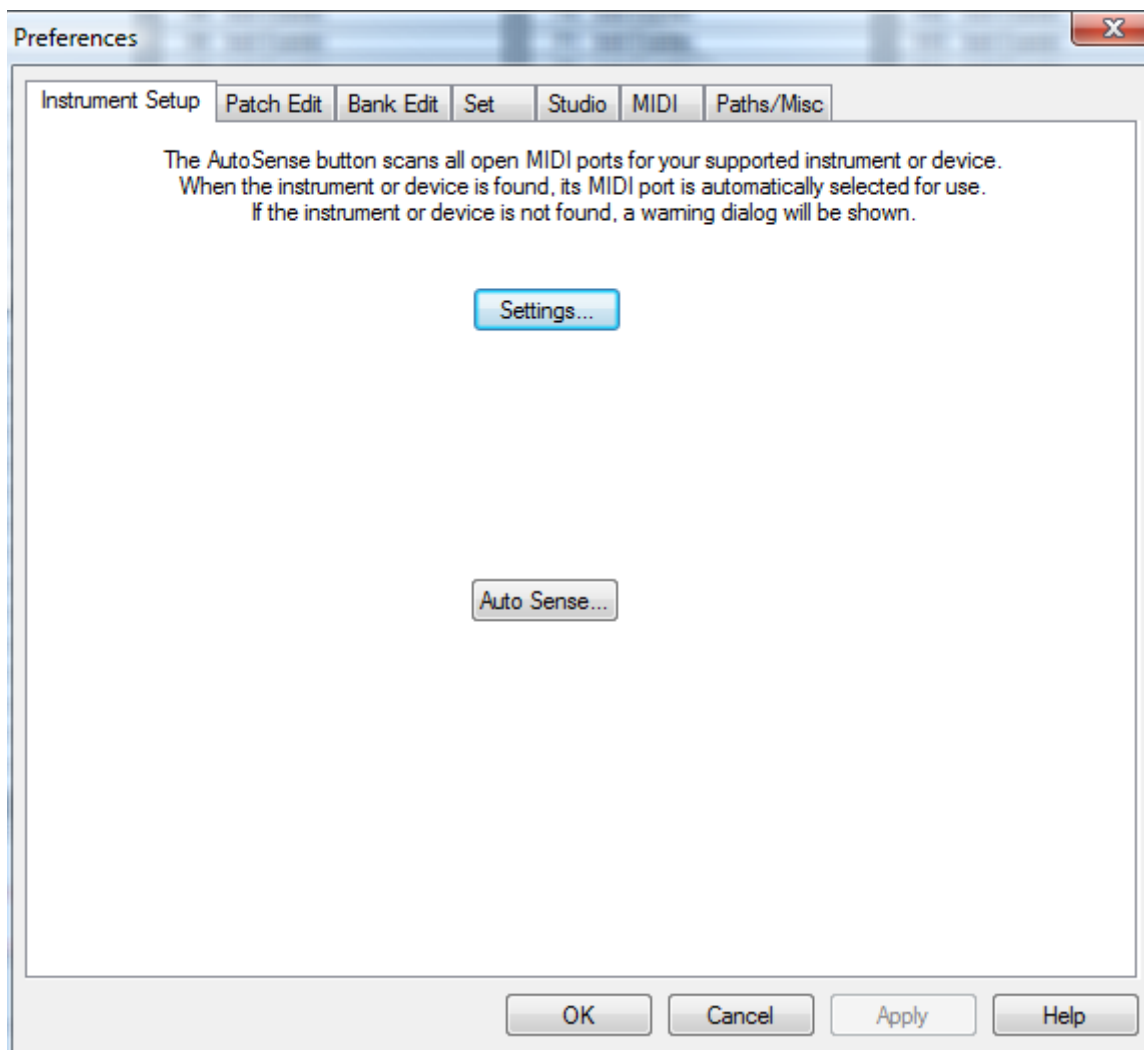 Preferences
Instrument Setup Patch Edit Bank Edit Set Studio MIDI Paths/Misc
The AutoSense button scans all open MIDI ports for your supported instrument or device.
When the instrument or device is found, its MIDI port is automatically selected for use.
If the instrument or device is not found, a warning dialog will be shown.
Settings...
Auto Sense...
OK Cancel Apply Help